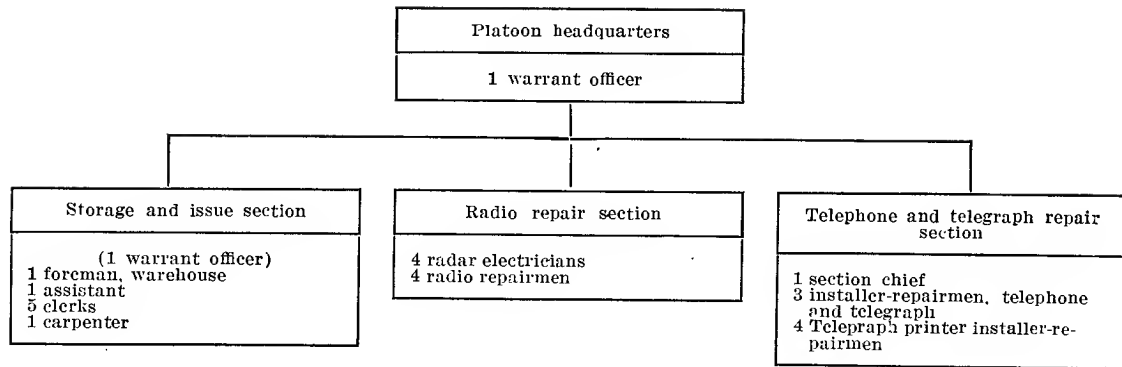 Platoon headquarters
1 warrant officer
Storage and issue section
(1 warrant officer)
1 foreman, warehouse
1 assistant
5 clerks
1 carpenter
Radio repair section
4 radar electricians
4 radio repairmen
Telephone and telegraph repair
section
1 section chief
3 installer-repairmen, telephone
and telegraph
4 Telepraph printer installer-re-
pairmen